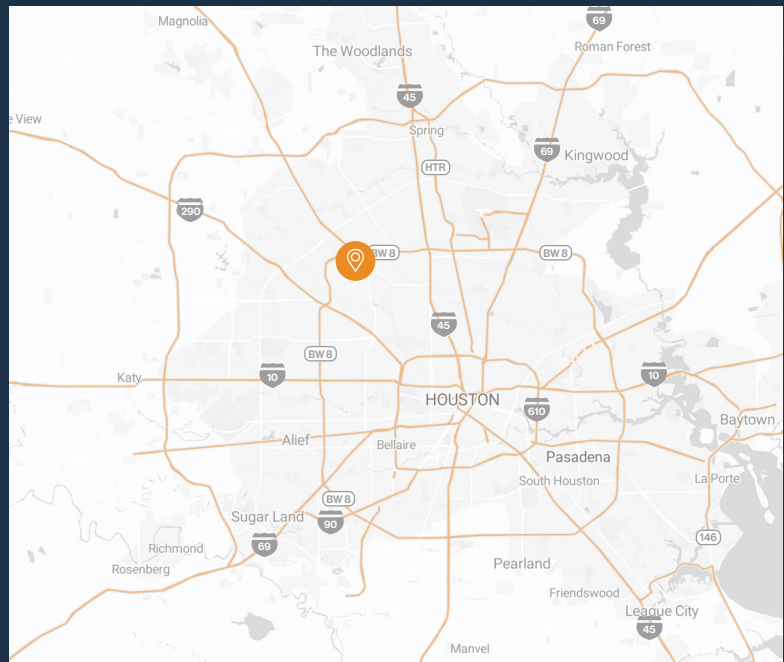 69
Magnolia
Roman Forest
The Woodlands
45
e View
Spring
69
Kingwood
HTR
290
BW 8
BW 8
45
BW 8
10
10
Katy
HOUSTON
610
Baytown
Alief
Bellaire
Pasadena
La Porte
South Houston
BW 8
Sugar Land
90
146
69
Richmond
Pearland
Rosenberg
Friendswood
League City
45
Manvel